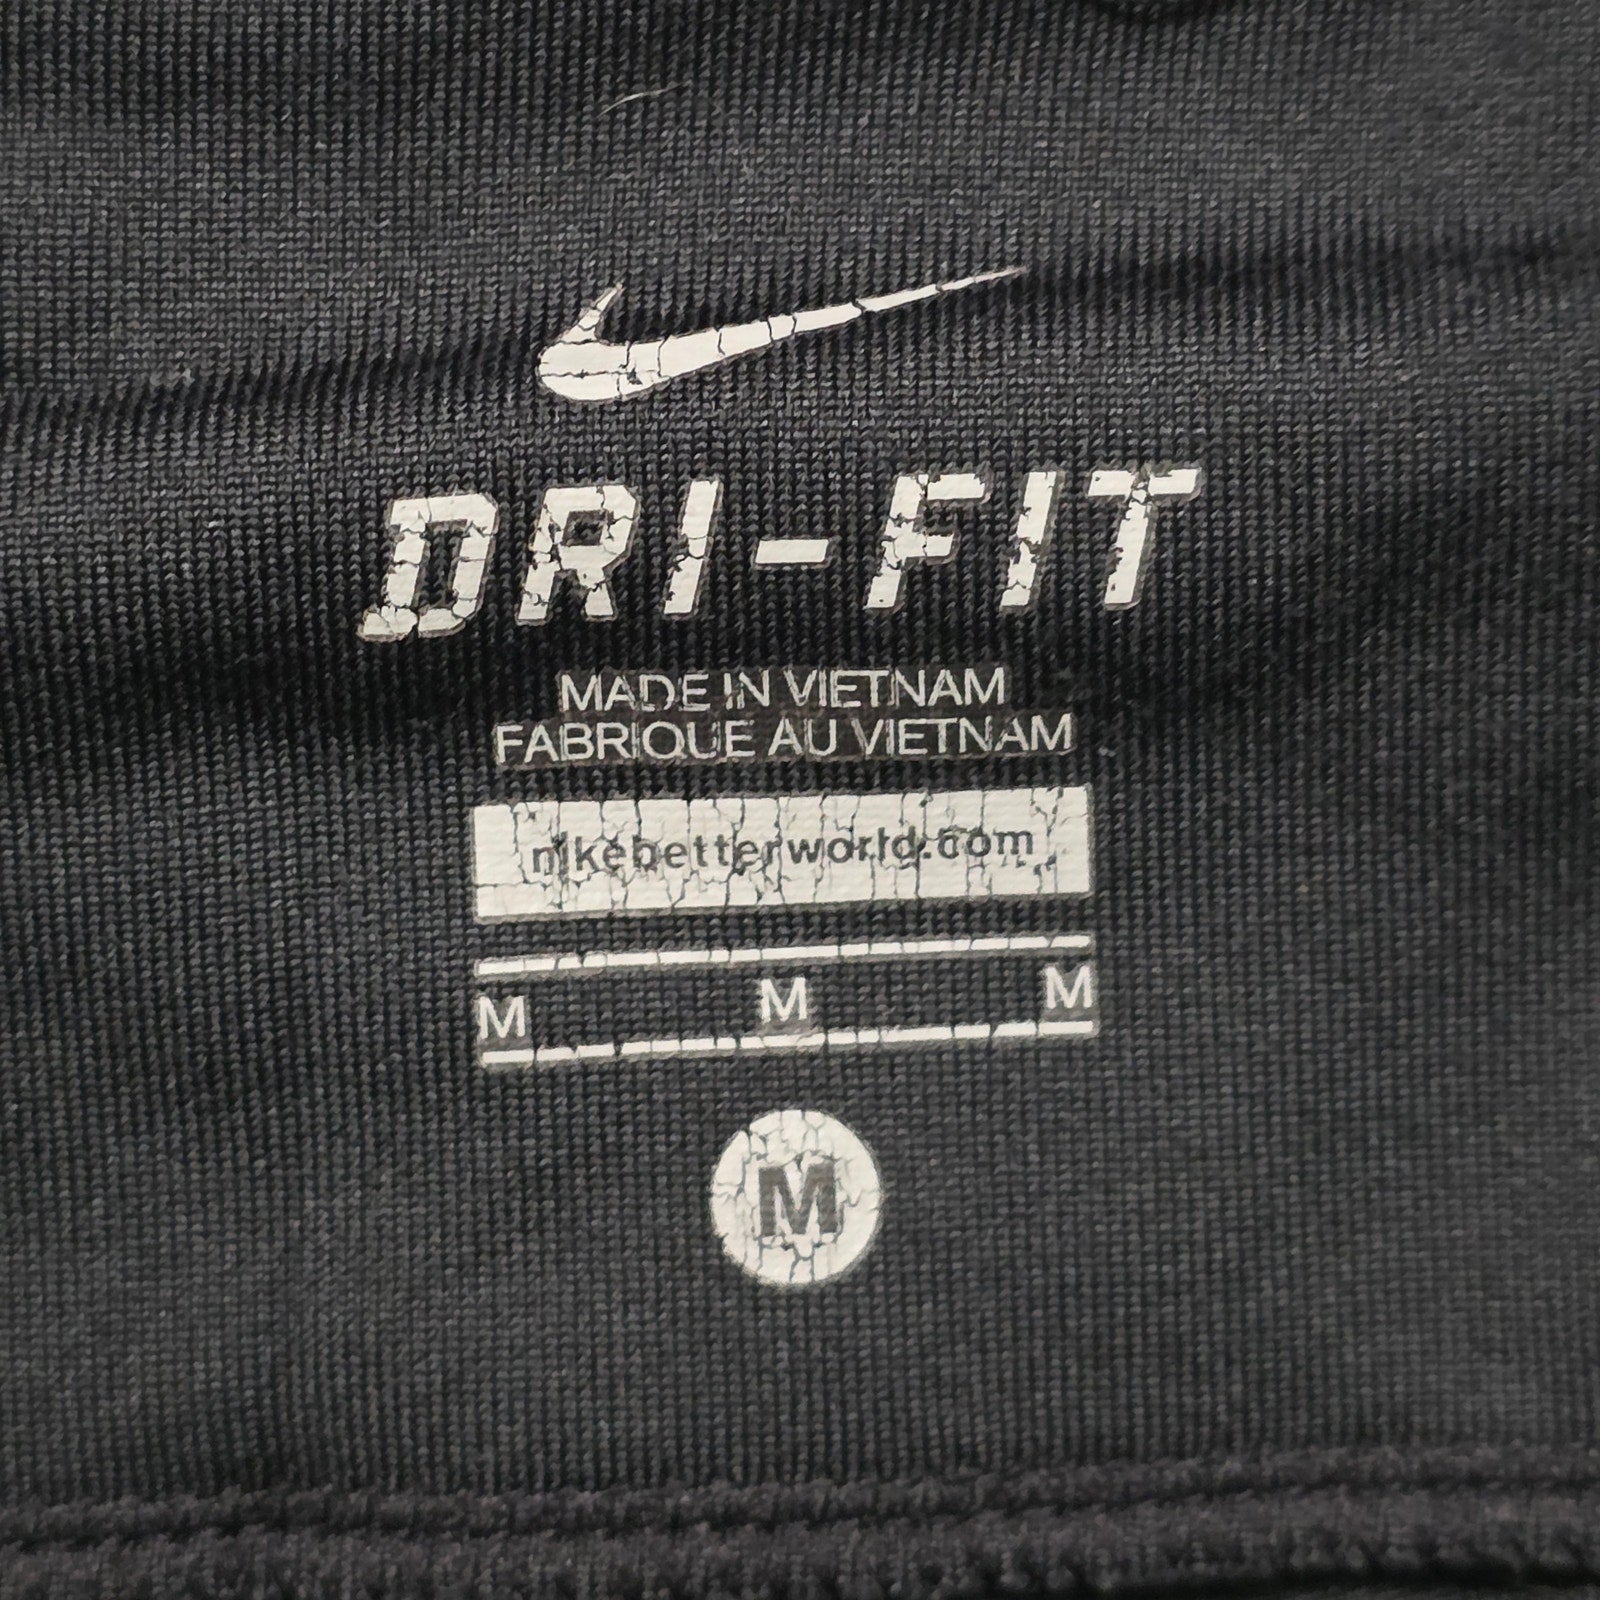 DRI-FIT
MADE IN VIETNAM
FABRIQUE AU VIETNAM
nikebetterworld.com
M M M
M